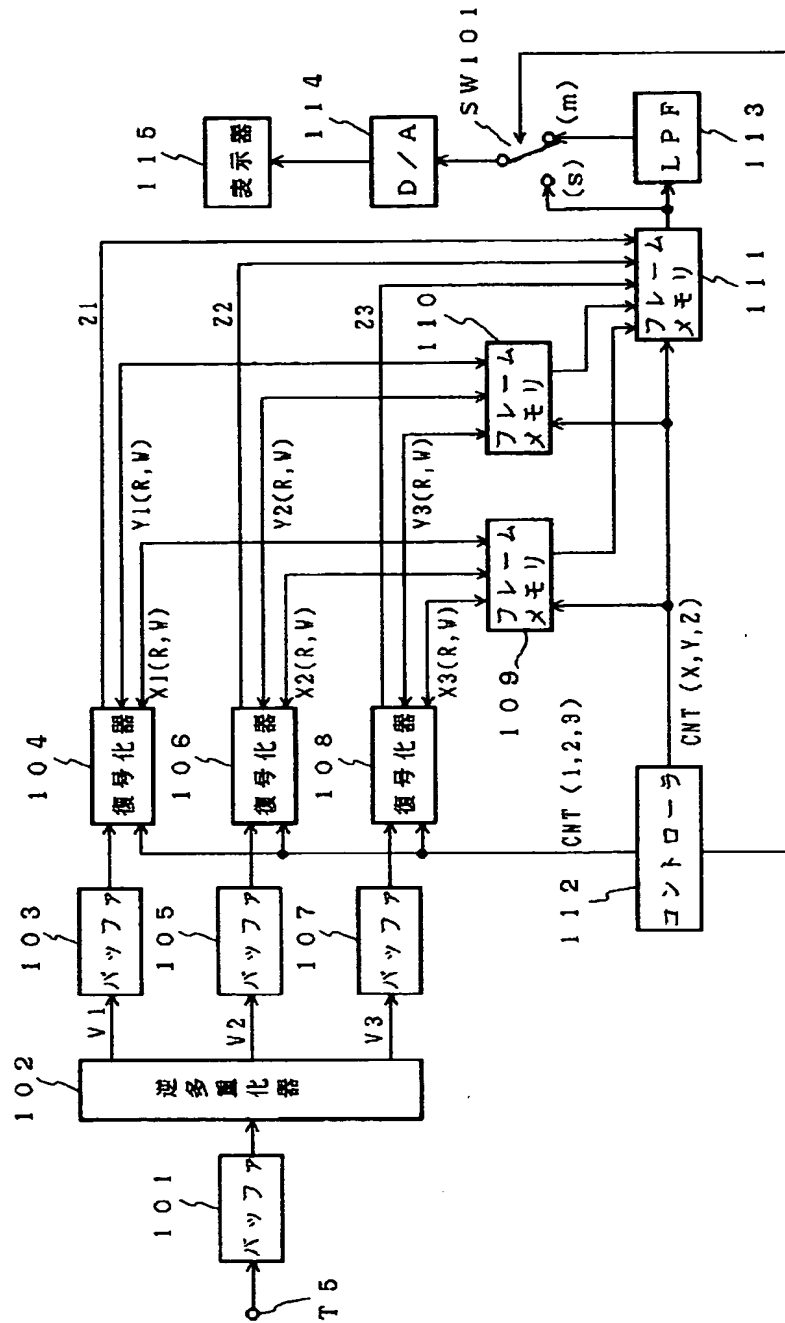 T5
101
バッファ
102
逆多重化器
V1
V2
V3
103
バッファ
105
バッファ
107
バッファ
104
復号化器
106
復号化器
108
復号化器
Z1
Y1(R,W)
X1(R,W)
Z2
Y2(R,W)
X2(R,W)
Z3
Y3(R,W)
X3(R,W)
109
フレーム
メモリ
110
フレーム
メモリ
111
フレーム
メモリ
112
コントローラ
CNT (1,2,3)
CNT (X,Y,Z)
113
LPF
(s)
(m)
SW101
114
D/A
115
表示器